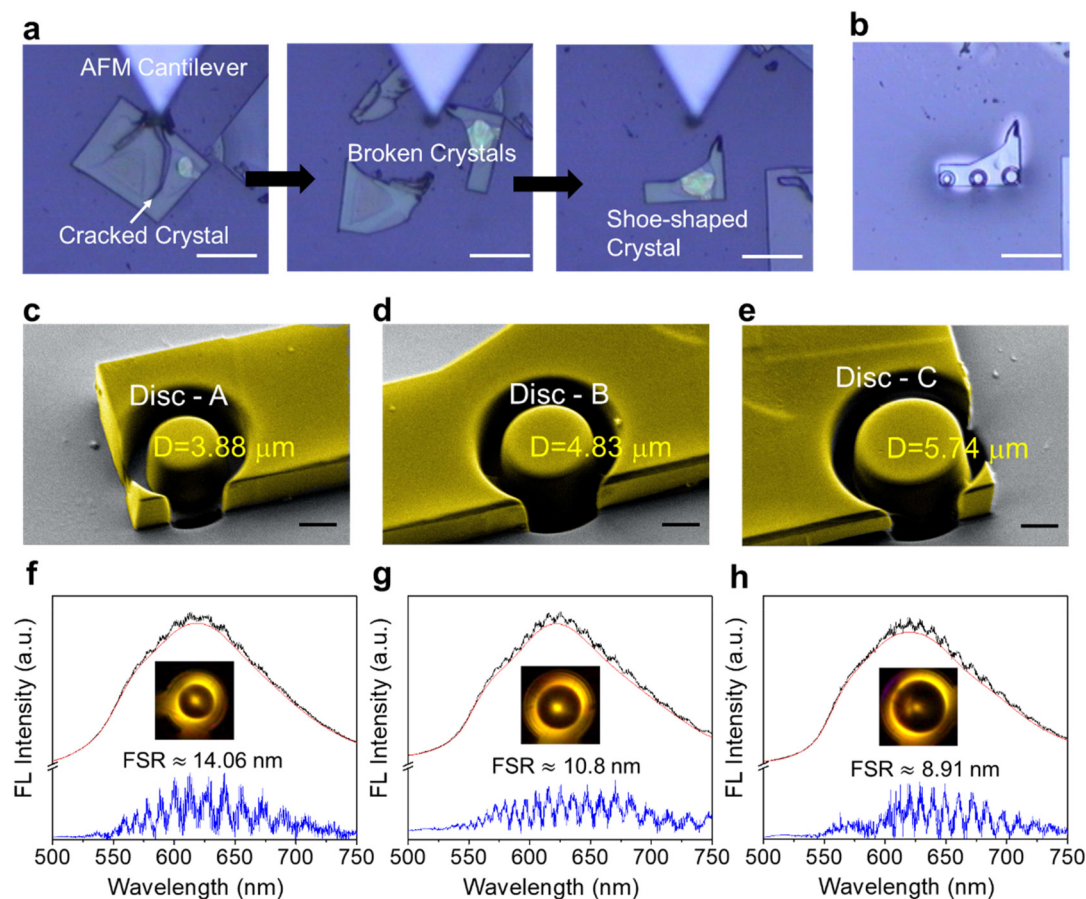 a
b
AFM Cantilever
Cracked Crystal
Broken Crystals
Shoe-shaped
Crystal
c
d
e
Disc - A
D=3.88 μm
Disc - B
D=4.83 μm
Disc - C
D=5.74 μm
f
g
h
FL Intensity (a.u.)
FSR ≈ 14.06 nm
500 550 600 650 700 750
Wavelength (nm)
FL Intensity (a.u.)
FSR ≈ 10.8 nm
500 550 600 650 700 750
Wavelength (nm)
FL Intensity (a.u.)
FSR ≈ 8.91 nm
500 550 600 650 700 750
Wavelength (nm)